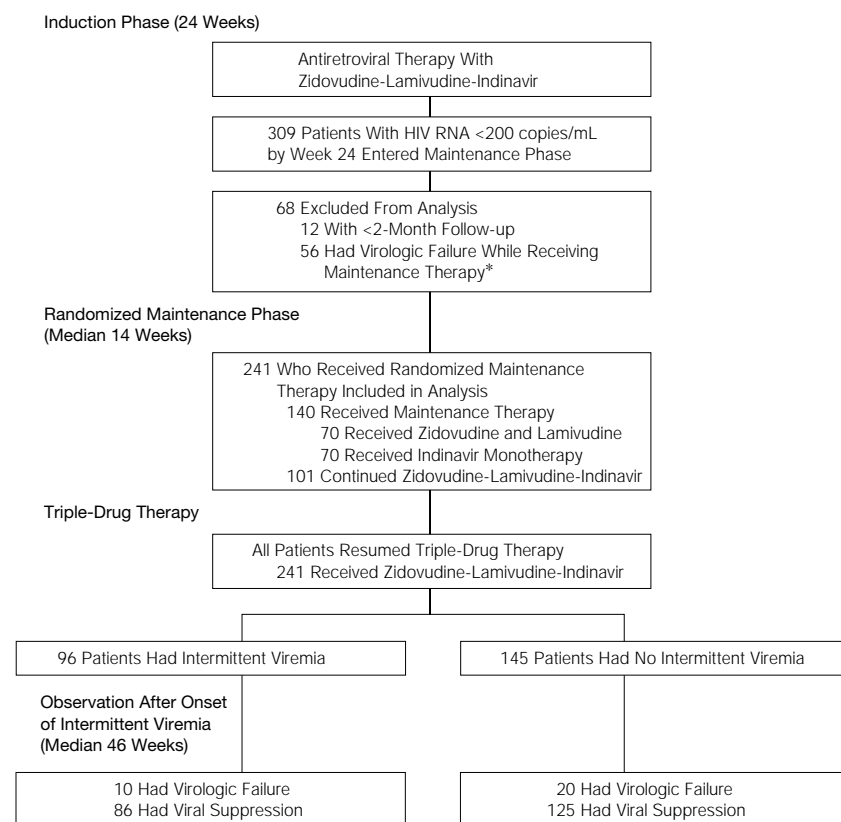 Induction Phase (24 Weeks)
Antiretroviral Therapy With
Zidovudine-Lamivudine-Indinavir
309 Patients With HIV RNA <200 copies/mL
by Week 24 Entered Maintenance Phase
68 Excluded From Analysis
12 With <2-Month Follow-up
56 Had Virologic Failure While Receiving
Maintenance Therapy*
Randomized Maintenance Phase
(Median 14 Weeks)
241 Who Received Randomized Maintenance
Therapy Included in Analysis
140 Received Maintenance Therapy
70 Received Zidovudine and Lamivudine
70 Received Indinavir Monotherapy
101 Continued Zidovudine-Lamivudine-Indinavir
Triple-Drug Therapy
All Patients Resumed Triple-Drug Therapy
241 Received Zidovudine-Lamivudine-Indinavir
96 Patients Had Intermittent Viremia
145 Patients Had No Intermittent Viremia
Observation After Onset
of Intermittent Viremia
(Median 46 Weeks)
10 Had Virologic Failure
86 Had Viral Suppression
20 Had Virologic Failure
125 Had Viral Suppression